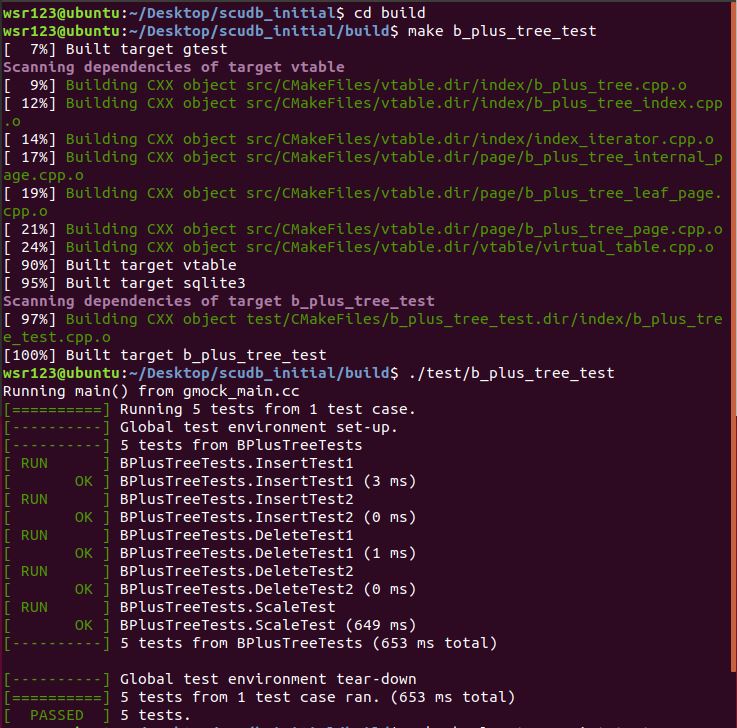 wsr123@ubuntu:~/Desktop/scudb_initial$ cd build
wsr123@ubuntu:~/Desktop/scudb_initial/build$ make b_plus_tree_test
[  7%] Built target gtest
Scanning dependencies of target vtable
[  9%] Building CXX object src/CMakeFiles/vtable.dir/index/b_plus_tree.cpp.o
[ 12%] Building CXX object src/CMakeFiles/vtable.dir/index/b_plus_tree_index.cpp
.o
[ 14%] Building CXX object src/CMakeFiles/vtable.dir/index/index_iterator.cpp.o
[ 17%] Building CXX object src/CMakeFiles/vtable.dir/page/b_plus_tree_internal_p
age.cpp.o
[ 19%] Building CXX object src/CMakeFiles/vtable.dir/page/b_plus_tree_leaf_page.
cpp.o
[ 21%] Building CXX object src/CMakeFiles/vtable.dir/page/b_plus_tree_page.cpp.o
[ 24%] Building CXX object src/CMakeFiles/vtable.dir/vtable/virtual_table.cpp.o
[ 90%] Built target vtable
[ 95%] Built target sqlite3
Scanning dependencies of target b_plus_tree_test
[ 97%] Building CXX object test/CMakeFiles/b_plus_tree_test.dir/index/b_plus_tre
e_test.cpp.o
[100%] Built target b_plus_tree_test
wsr123@ubuntu:~/Desktop/scudb_initial/build$ ./test/b_plus_tree_test
Running main() from gmock_main.cc
[==========] Running 5 tests from 1 test case.
[----------] Global test environment set-up.
[----------] 5 tests from BPlusTreeTests
[ RUN      ] BPlusTreeTests.InsertTest1
[       OK ] BPlusTreeTests.InsertTest1 (3 ms)
[ RUN      ] BPlusTreeTests.InsertTest2
[       OK ] BPlusTreeTests.InsertTest2 (0 ms)
[ RUN      ] BPlusTreeTests.DeleteTest1
[       OK ] BPlusTreeTests.DeleteTest1 (1 ms)
[ RUN      ] BPlusTreeTests.DeleteTest2
[       OK ] BPlusTreeTests.DeleteTest2 (0 ms)
[ RUN      ] BPlusTreeTests.ScaleTest
[       OK ] BPlusTreeTests.ScaleTest (649 ms)
[----------] 5 tests from BPlusTreeTests (653 ms total)

[----------] Global test environment tear-down
[==========] 5 tests from 1 test case ran. (653 ms total)
[  PASSED  ] 5 tests.